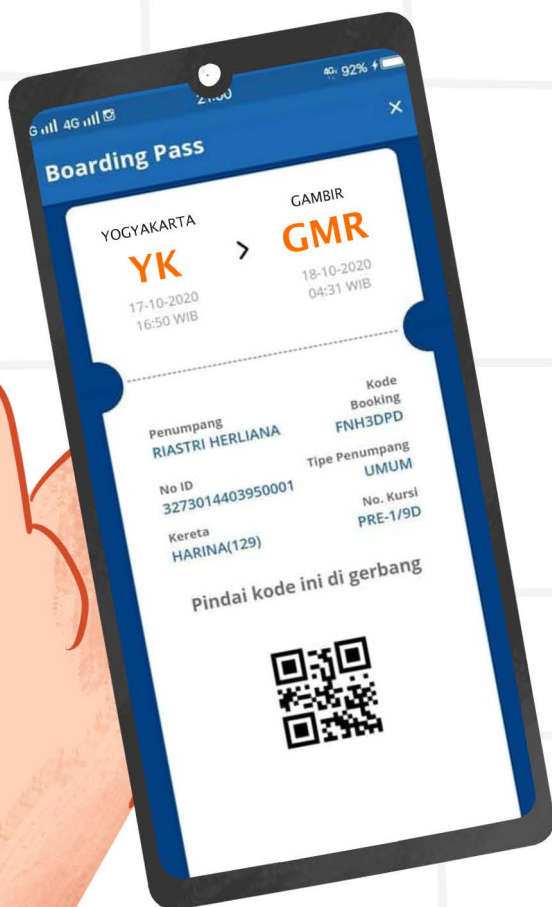 G 4G
4G 92%
Boarding Pass ×
YOGYAKARTA GAMBIR
YK > GMR
17-10-2020 18-10-2020
16:50 WIB 04:31 WIB
Penumpang Kode Booking
RIASTRI HERLIANA FNH3DPD
No ID Tipe Penumpang
3273014403950001 UMUM
Kereta No. Kursi
HARINA(129) PRE-1/9D
Pindai kode ini di gerbang